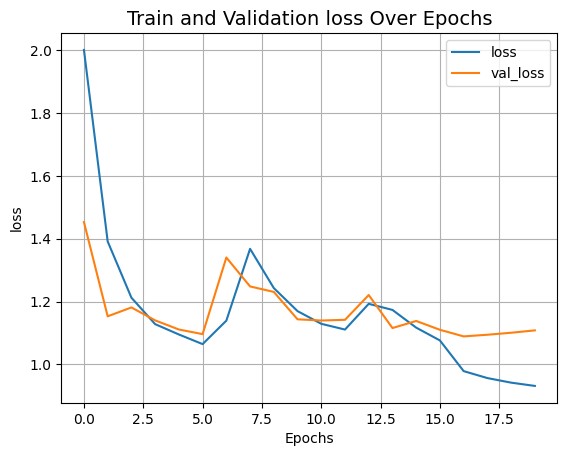 Train and Validation loss Over Epochs
loss
val_loss
2.0
1.8
1.6
1.4
1.2
1.0
loss
0.0 2.5 5.0 7.5 10.0 12.5 15.0 17.5
Epochs